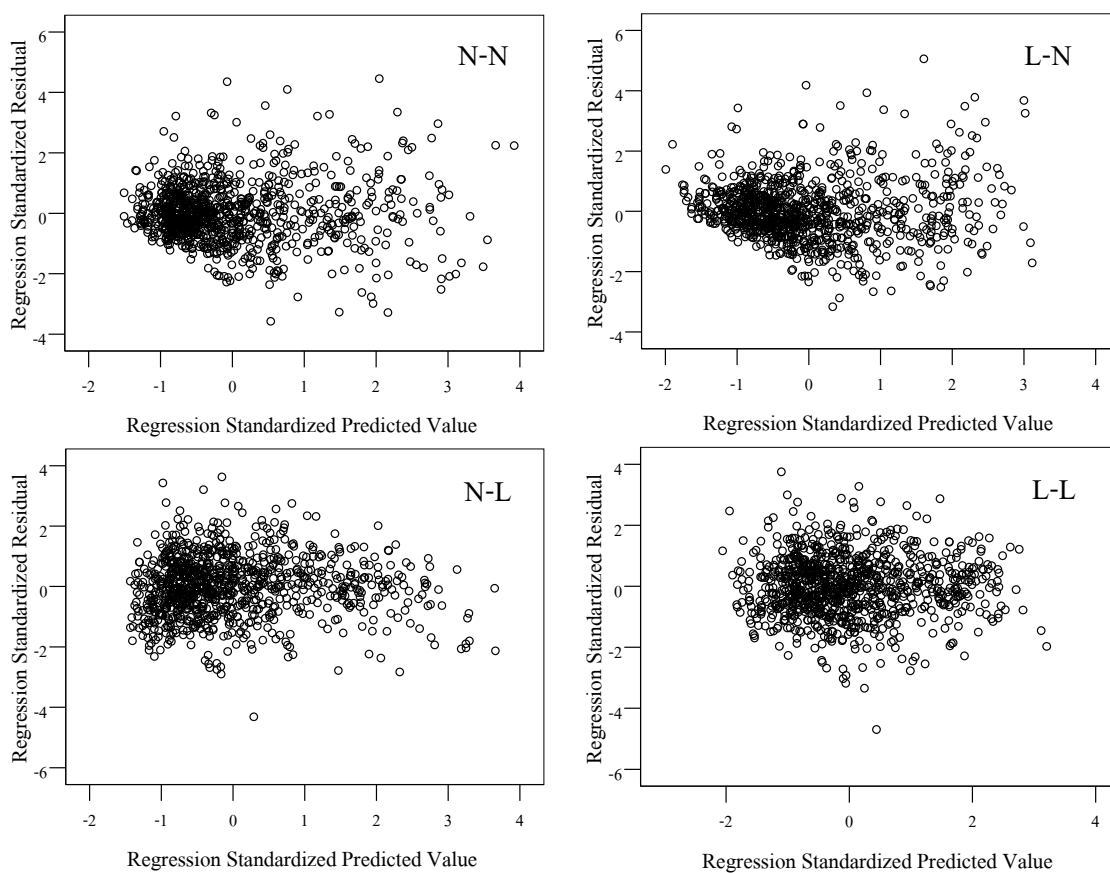 N-N
Regression Standardized Residual
6
4
2
0
-2
-4
-2 -1 0 1 2 3 4
Regression Standardized Predicted Value
L-N
Regression Standardized Residual
6
4
2
0
-2
-4
-2 -1 0 1 2 3 4
Regression Standardized Predicted Value
N-L
Regression Standardized Residual
4
2
0
-2
-4
-6
-2 -1 0 1 2 3 4
Regression Standardized Predicted Value
L-L
Regression Standardized Residual
4
2
0
-2
-4
-6
-2 0 2 4
Regression Standardized Predicted Value